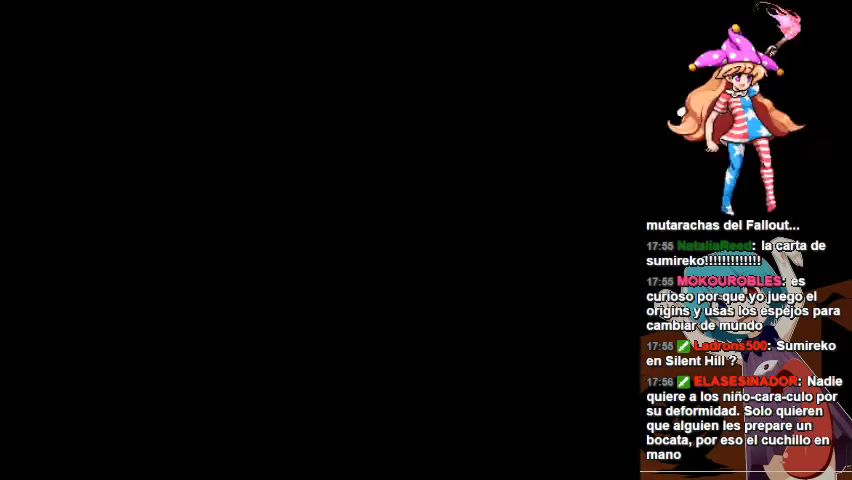 mutarachas del Fallout...
17:55 NataliaReed: la carta de
sumireko!!!!!!!!!!!!!
17:55 MOKOUROBLES: es
curioso por que yo juego el
origins y usas los espejos para
cambiar de mundo
17:55 Ladrons500: Sumireko
en Silent Hill ?
17:56 ELASESINADOR: Nadie
quiere a los niño-cara-culo por
su deformidad. Solo quieren
que alguien les prepare un
bocata, por eso el cuchillo en
mano